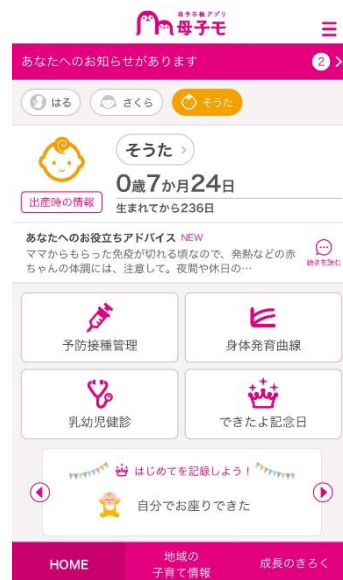 母子手帳アプリ
母子モ
あなたへのお知らせがあります 2
はる さくら そうた
そうた
0歳7か月24日
出産時の情報
生まれてから236日
あなたへのお役立ちアドバイス NEW
ママからもらった免疫が切れる頃なので、発熱などの赤
ちゃんの体調には、注意して。夜間や休日の…
続きを読む
予防接種管理 身体発育曲線
乳幼児健診 できたよ記念日
はじめてを記録しよう！
自分でお座りできた
HOME
地域の
子育て情報
成長のきろく